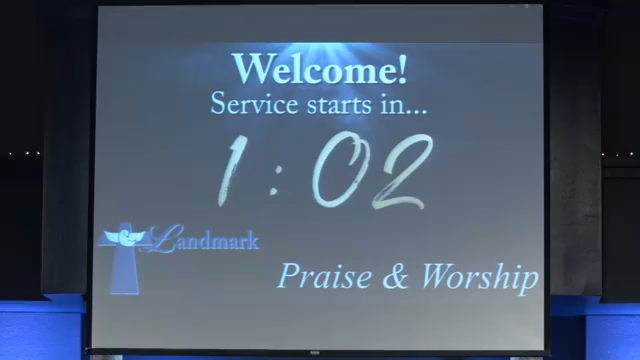 Welcome!
Service starts in...
1:02
Landmark
Praise & Worship